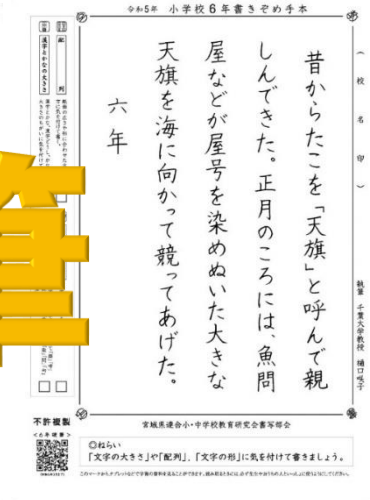 令和5年 小学校6年書きぞめ手本
(校名印)
執筆 千葉大学教授 樋口咲子
昔からたこを「天旗」と呼んで親
しんできた。正月のころには、魚問
屋などが屋号を染めぬいた大きな
天旗を海に向かって競ってあげた。
六年
配列
漢字とかなの大きさ
筆
不許複製
<六年硬筆>
宮城県連合小・中学校教育研究会書写部会
◎ねらい
「文字の大きさ」や「配列」、「文字の形」に気を付けて書きましょう。